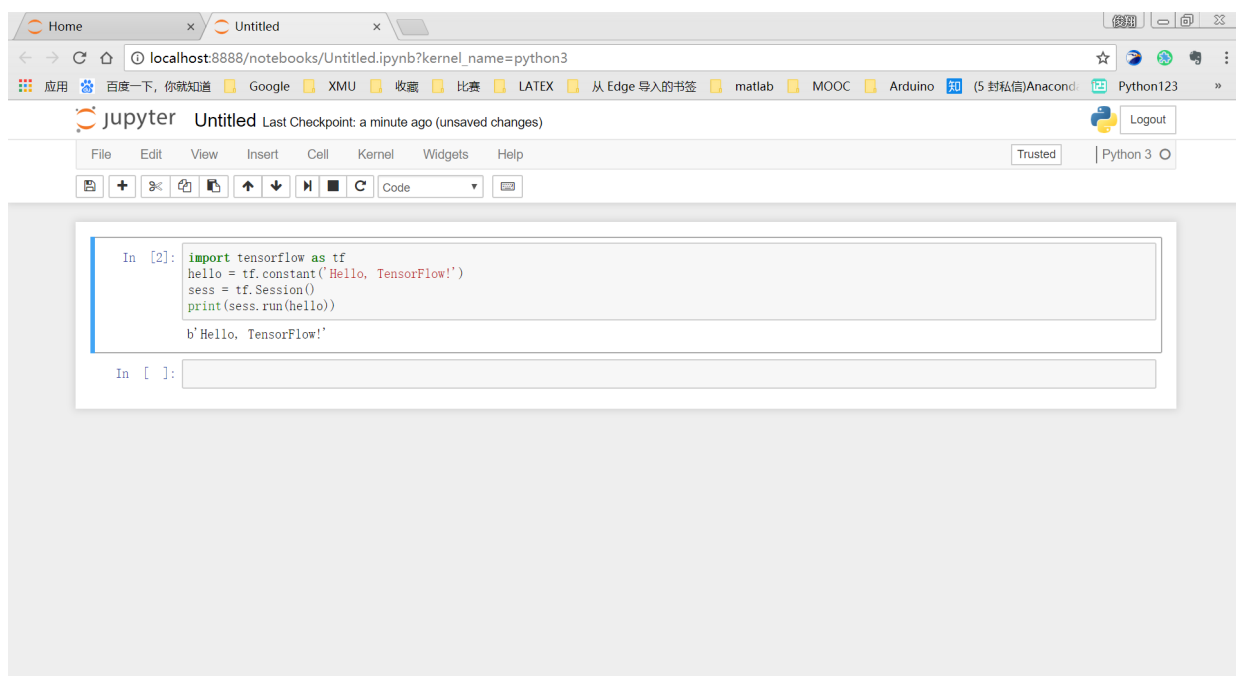 Home × Untitled × 俊翔
localhost:8888/notebooks/Untitled.ipynb?kernel_name=python3
应用 百度一下，你就知道 Google XMU 收藏 比赛 LATEX 从 Edge 导入的书签 matlab MOOC Arduino 知 (5 封私信)Anacond Python123 »
jupyter Untitled Last Checkpoint: a minute ago (unsaved changes) Logout
File Edit View Insert Cell Kernel Widgets Help Trusted Python 3
Code
In [2]: import tensorflow as tf
hello = tf.constant('Hello, TensorFlow!')
sess = tf.Session()
print(sess.run(hello))
b'Hello, TensorFlow!'
In [ ]: